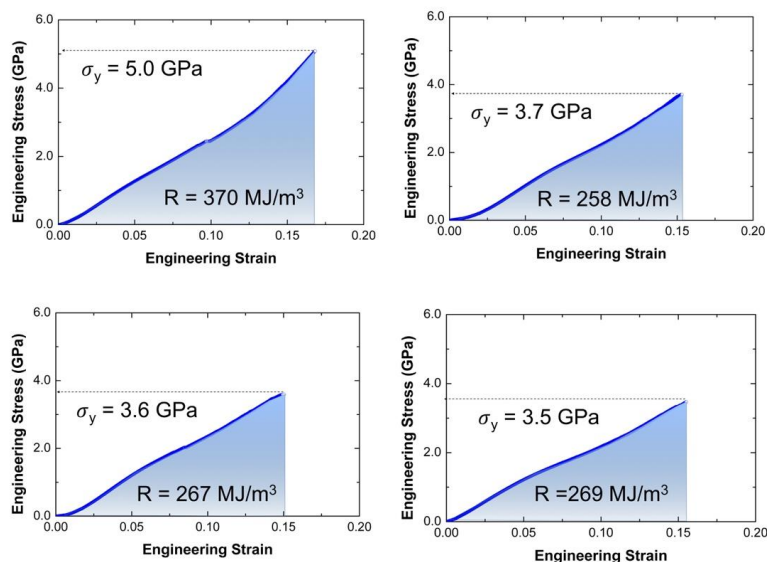 6.0
4.0
2.0
0.0
Engineering Stress (GPa)
σy = 5.0 GPa
R = 370 MJ/m³
0.00 0.05 0.10 0.15 0.20
Engineering Strain
6.0
4.0
2.0
0.0
Engineering Stress (GPa)
σy = 3.7 GPa
R = 258 MJ/m³
0.00 0.05 0.10 0.15 0.20
Engineering Strain
6.0
4.0
2.0
0.0
Engineering Stress (GPa)
σy = 3.6 GPa
R = 267 MJ/m³
0.00 0.05 0.10 0.15 0.20
Engineering Strain
6.0
4.0
2.0
0.0
Engineering Stress (GPa)
σy = 3.5 GPa
R =269 MJ/m³
0.00 0.05 0.10 0.15 0.20
Engineering Strain